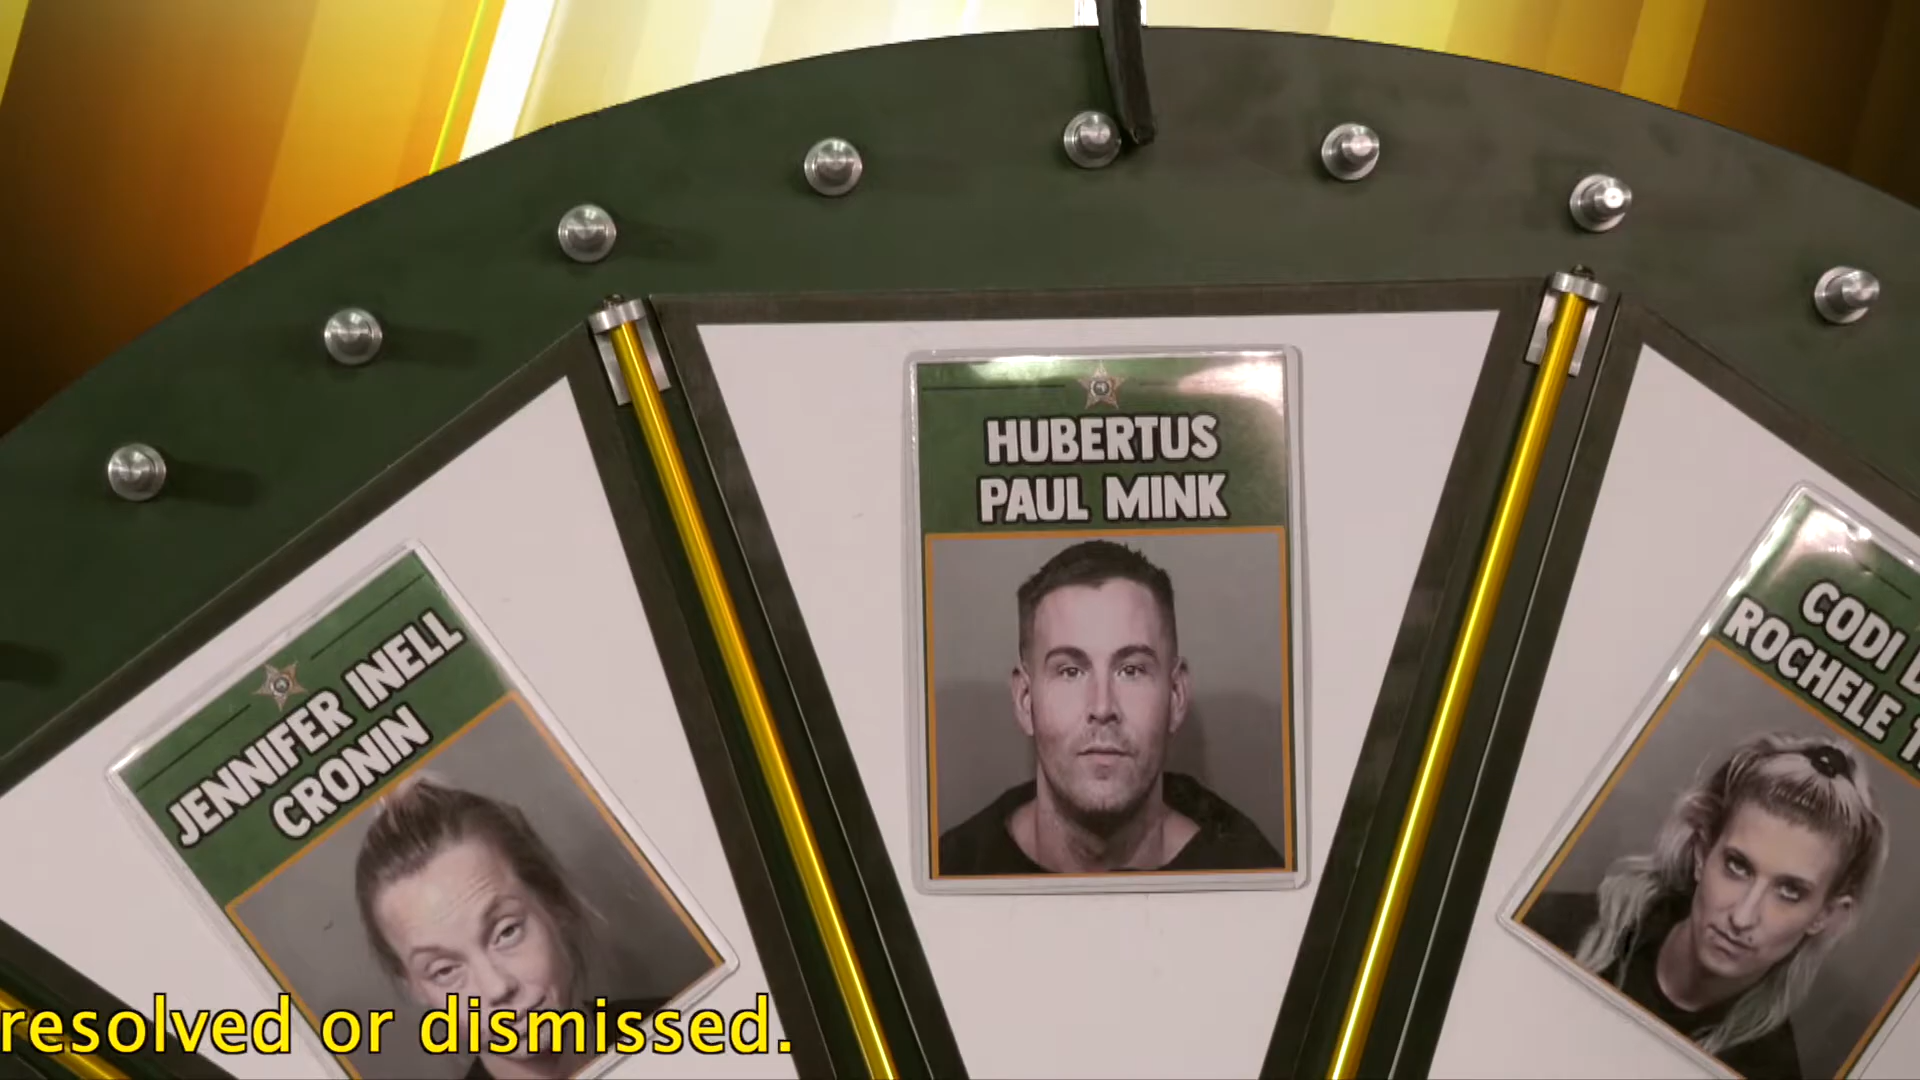 HUBERTUS
PAUL MINK
JENNIFER INELL
CRONIN
CODI
ROCHELE
resolved or dismissed.